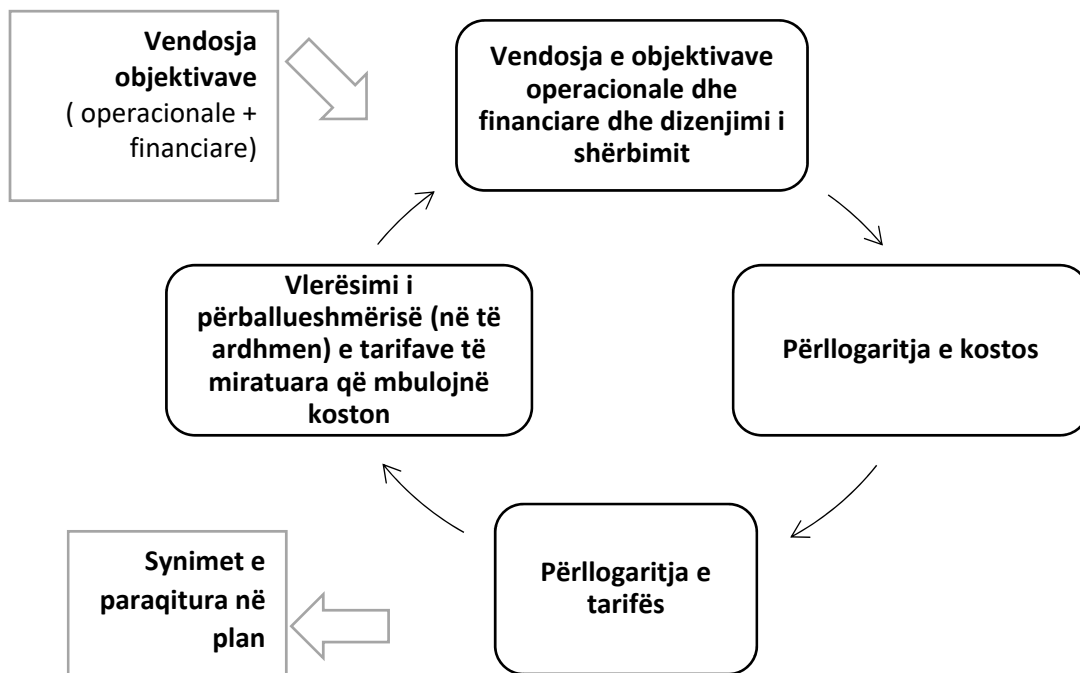 Vendosja
objektivave
( operacionale +
financiare)
Vendosja e objektivave
operacionale dhe
financiare dhe dizenjimi i
shërbimit
Vlerësimi i
përballueshmërisë (në të
ardhmen) e tarifave të
miratuara që mbulojnë
koston
Përllogaritja e kostos
Synimet e
paraqitura në
plan
Përllogaritja e
tarifës